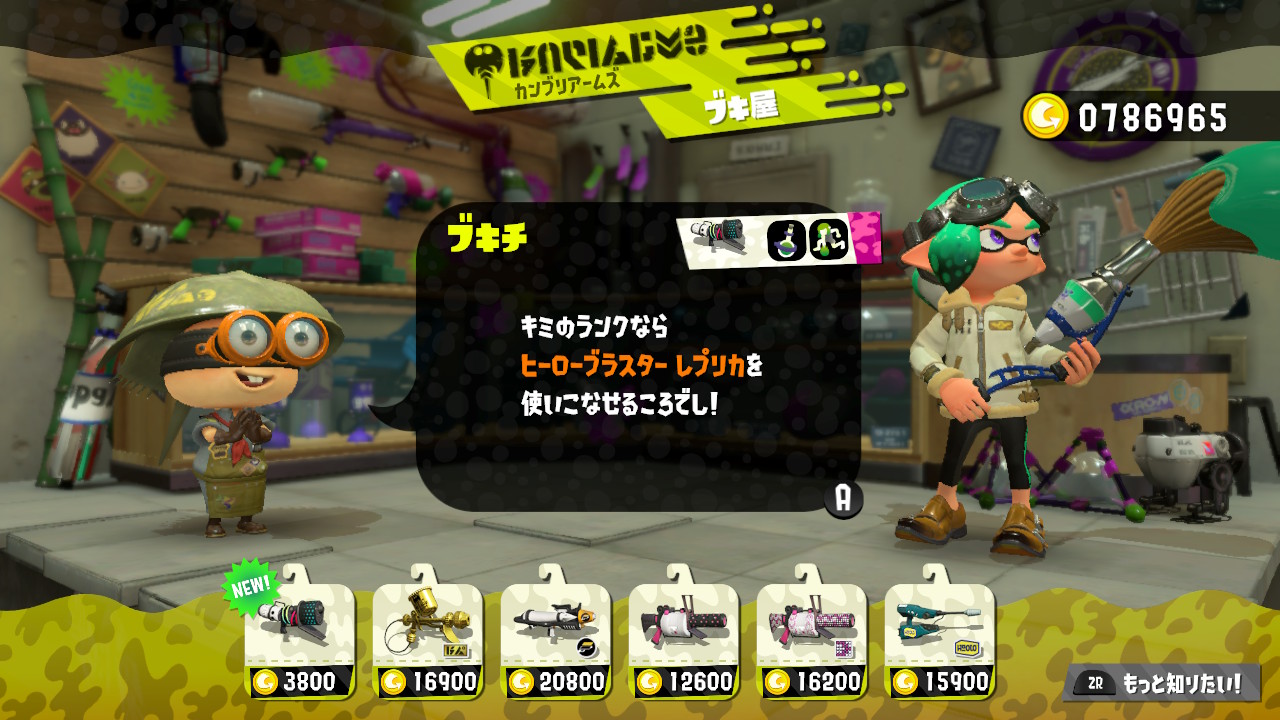 カンブリアームズ
ブキ屋
0786965
ブキチ
キミのランクなら
ヒーローブラスター レプリカを
使いこなせるころでし!
A
NEW!
3800
16900
20800
12600
16200
15900
ZR もっと知りたい!